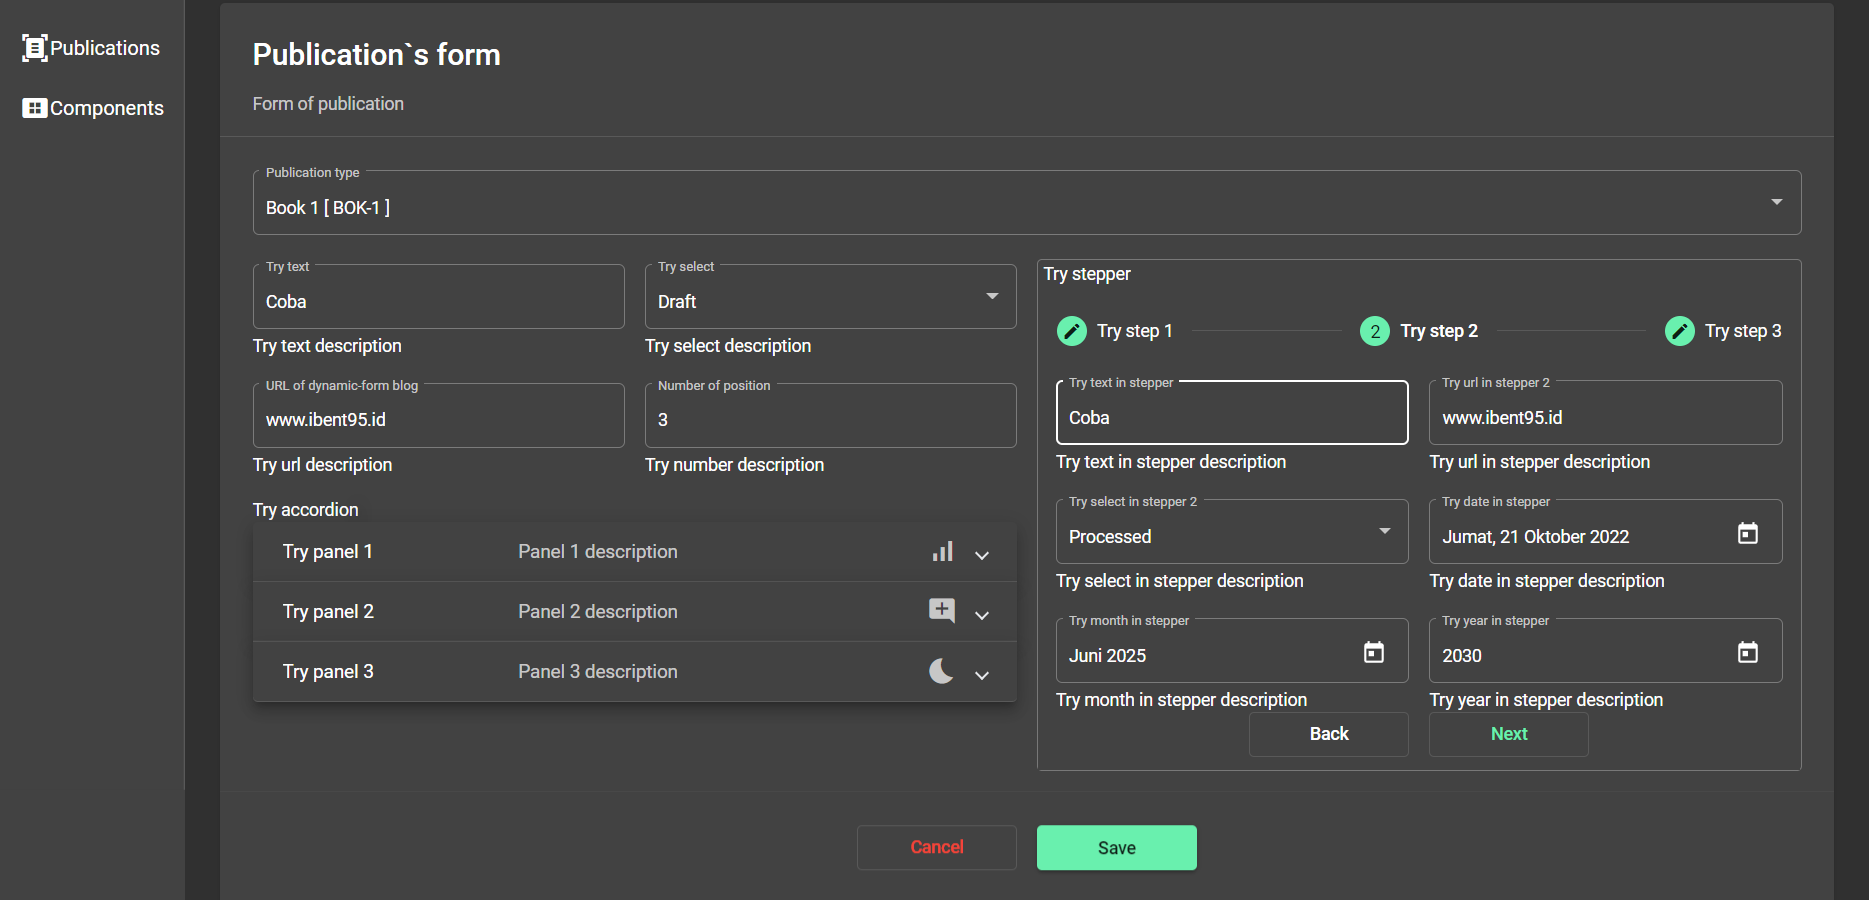 Publications
Components
Publication`s form
Form of publication
Publication type
Book 1 [ BOK-1 ]
Try text
Coba
Try text description
Try select
Draft
Try select description
URL of dynamic-form blog
www.ibent95.id
Try url description
Number of position
3
Try number description
Try accordion
Try panel 1 Panel 1 description
Try panel 2 Panel 2 description
Try panel 3 Panel 3 description
Try stepper
Try step 1 2 Try step 2 Try step 3
Try text in stepper
Coba
Try text in stepper description
Try url in stepper 2
www.ibent95.id
Try url in stepper description
Try select in stepper 2
Processed
Try select in stepper description
Try date in stepper
Jumat, 21 Oktober 2022
Try date in stepper description
Try month in stepper
Juni 2025
Try month in stepper description
Try year in stepper
2030
Try year in stepper description
Back Next
Cancel Save